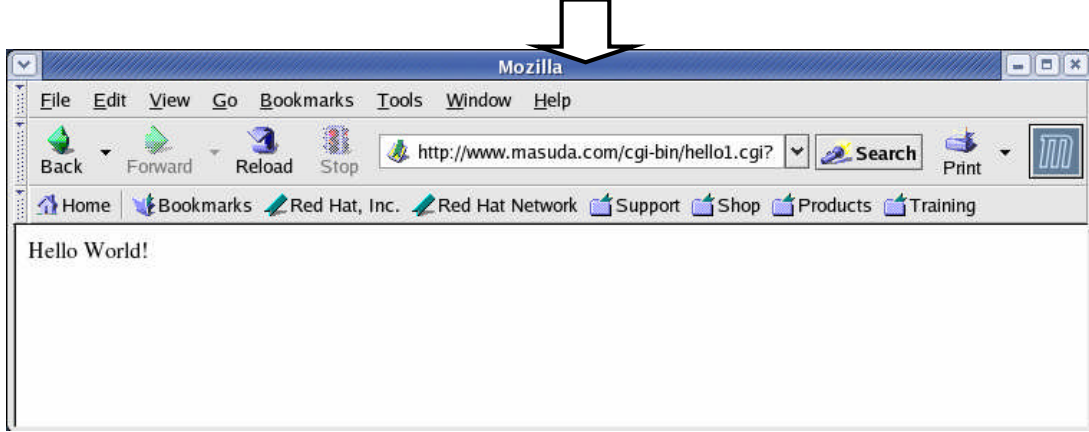 Mozilla
File Edit View Go Bookmarks Tools Window Help
Back Forward Reload Stop http://www.masuda.com/cgi-bin/hello1.cgi? Search Print
Home Bookmarks Red Hat, Inc. Red Hat Network Support Shop Products Training
Hello World!